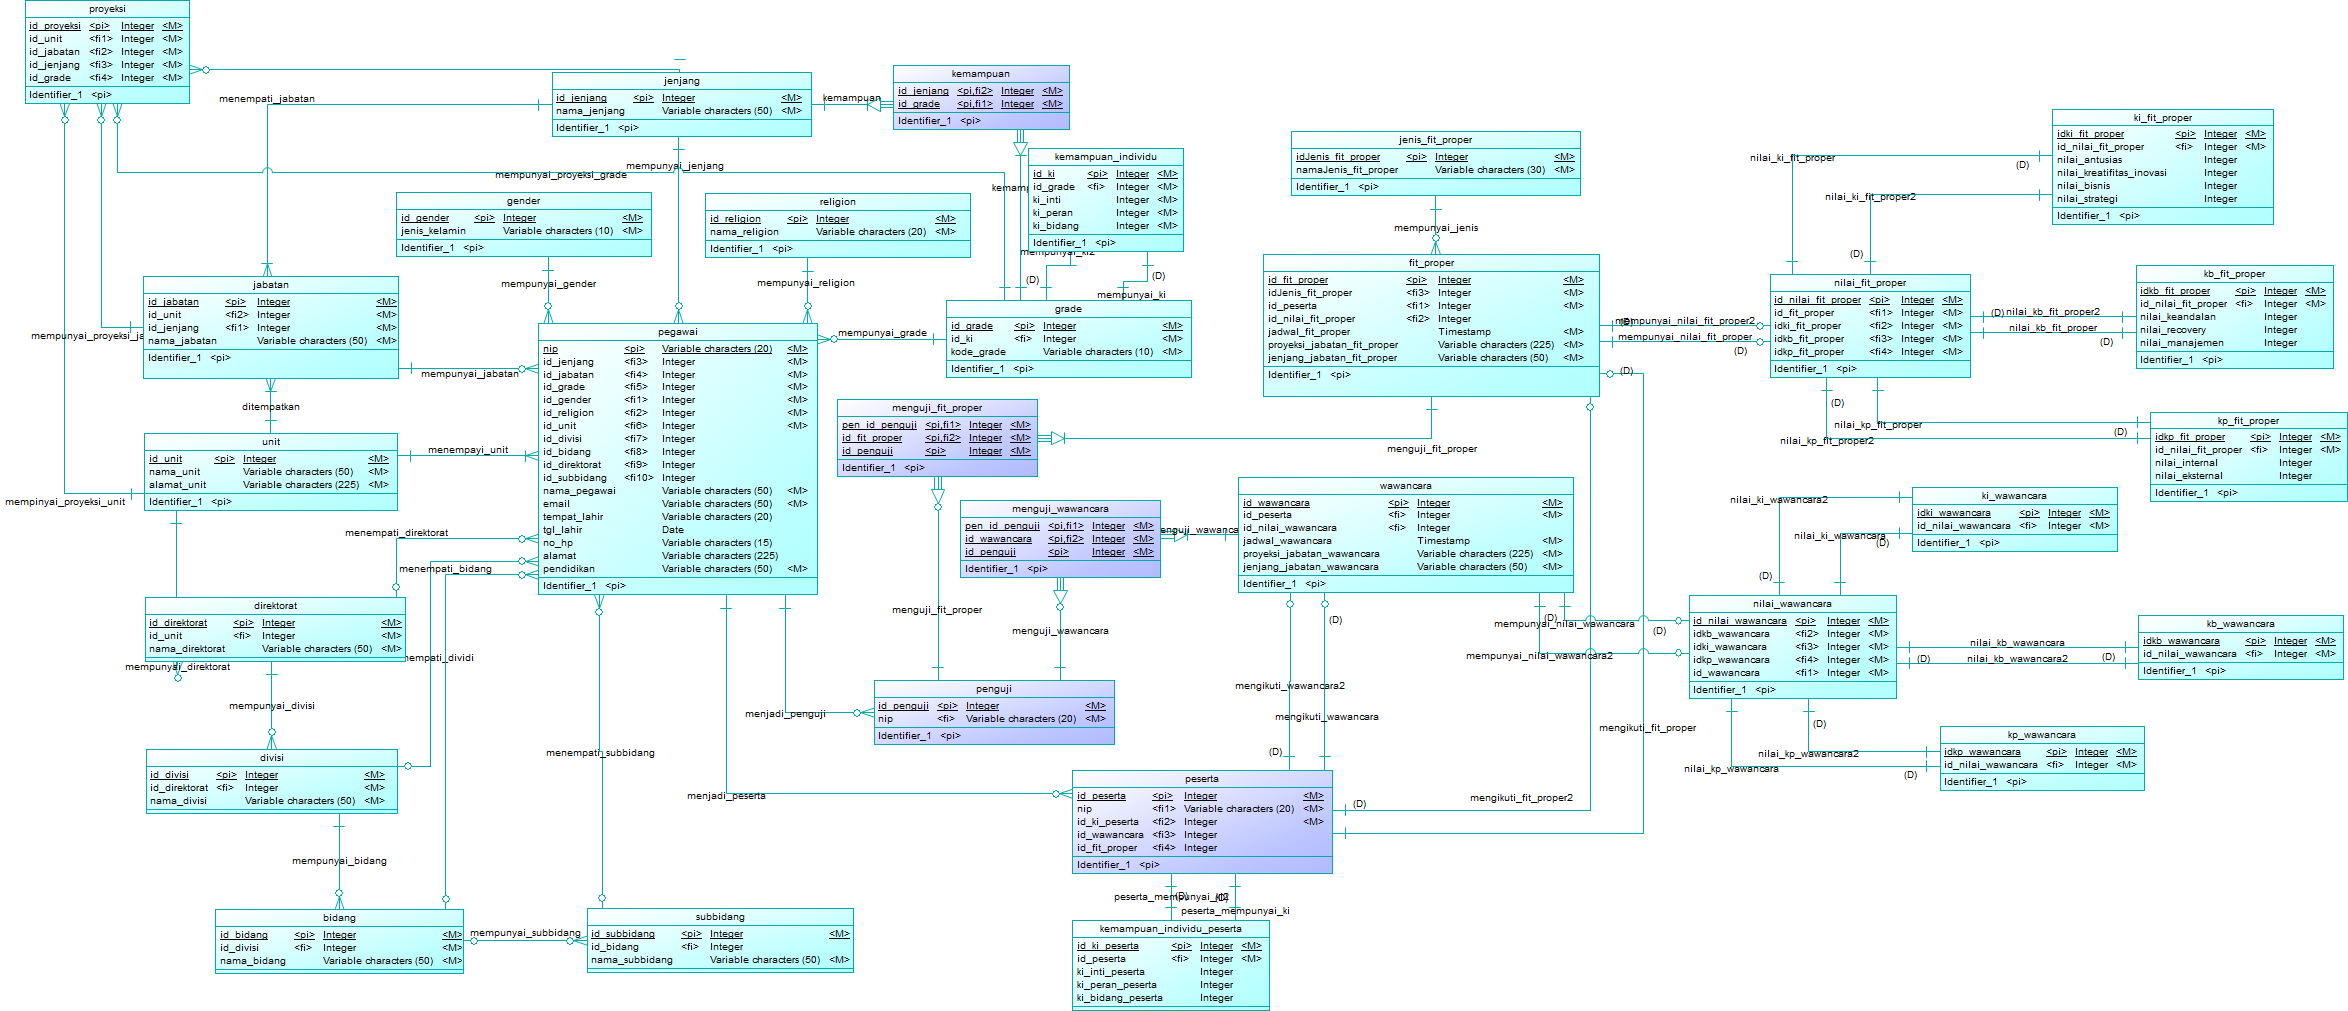 proyeksi
id_proyeksi <pi> Integer <M>
id_unit <fi1> Integer <M>
id_jabatan <fi2> Integer <M>
id_jenjang <fi3> Integer <M>
id_grade <fi4> Integer <M>
Identifier_1 <pi>
menempati_jabatan
jenjang
id_jenjang <pi> Integer <M>
nama_jenjang Variable characters (50) <M>
Identifier_1 <pi>
kemampuan
kemampuan
id_jenjang <pi,fi2> Integer <M>
id_grade <pi,fi1> Integer <M>
Identifier_1 <pi>
mempunyai_jenjang
mempunyai_proyeksi_grade
kemampuan_individu
id_ki <pi> Integer <M>
id_grade <fi> Integer <M>
ki_inti Integer <M>
ki_peran Integer <M>
ki_bidang Integer <M>
Identifier_1 <pi>
mempunyai_ki2
(D)
(D)
mempunyai_ki
gender
id_gender <pi> Integer <M>
jenis_kelamin Variable characters (10) <M>
Identifier_1 <pi>
mempunyai_gender
religion
id_religion <pi> Integer <M>
nama_religion Variable characters (20) <M>
Identifier_1 <pi>
mempunyai_religion
jenis_fit_proper
idJenis_fit_proper <pi> Integer <M>
namaJenis_fit_proper Variable characters (30) <M>
Identifier_1 <pi>
mempunyai_jenis
nilai_ki_fit_proper
(D)
nilai_ki_fit_proper2
(D)
ki_fit_proper
idki_fit_proper <pi> Integer <M>
id_nilai_fit_proper <fi> Integer <M>
nilai_antusias Integer
nilai_kreatifitas_inovasi Integer
nilai_bisnis Integer
nilai_strategi Integer
Identifier_1 <pi>
jabatan
id_jabatan <pi> Integer <M>
id_unit <fi2> Integer <M>
id_jenjang <fi1> Integer <M>
nama_jabatan Variable characters (50) <M>
Identifier_1 <pi>
mempunyai_jabatan
ditempatkan
pegawai
nip <pi> Variable characters (20) <M>
id_jenjang <fi3> Integer <M>
id_jabatan <fi4> Integer <M>
id_grade <fi5> Integer <M>
id_gender <fi1> Integer <M>
id_religion <fi2> Integer <M>
id_unit <fi6> Integer <M>
id_divisi <fi7> Integer
id_bidang <fi8> Integer
id_direktorat <fi9> Integer
id_subbidang <fi10> Integer
nama_pegawai Variable characters (50) <M>
email Variable characters (50) <M>
tempat_lahir Variable characters (20)
tgl_lahir Date
no_hp Variable characters (15)
alamat Variable characters (225)
pendidikan Variable characters (50) <M>
Identifier_1 <pi>
mempunyai_grade
grade
id_grade <pi> Integer <M>
id_ki <fi> Integer <M>
kode_grade Variable characters (10) <M>
Identifier_1 <pi>
fit_proper
id_fit_proper <pi> Integer <M>
idJenis_fit_proper <fi3> Integer <M>
id_peserta <fi1> Integer <M>
id_nilai_fit_proper <fi2> Integer
jadwal_fit_proper Timestamp <M>
proyeksi_jabatan_fit_proper Variable characters (225) <M>
jenjang_jabatan_fit_proper Variable characters (50) <M>
Identifier_1 <pi>
(D)
mempunyai_nilai_fit_proper2
mempunyai_nilai_fit_proper
(D)
(D)
nilai_fit_proper
id_nilai_fit_proper <pi> Integer <M>
id_fit_proper <fi1> Integer <M>
idki_fit_proper <fi2> Integer <M>
idkb_fit_proper <fi3> Integer <M>
idkp_fit_proper <fi4> Integer <M>
Identifier_1 <pi>
(D)
nilai_kb_fit_proper2
nilai_kb_fit_proper
(D)
kb_fit_proper
idkb_fit_proper <pi> Integer <M>
id_nilai_fit_proper <fi> Integer <M>
nilai_keandalan Integer
nilai_recovery Integer
nilai_manajemen Integer
Identifier_1 <pi>
(D)
nilai_kp_fit_proper
(D)
nilai_kp_fit_proper2
kp_fit_proper
idkp_fit_proper <pi> Integer <M>
id_nilai_fit_proper <fi> Integer <M>
nilai_internal Integer
nilai_eksternal Integer
Identifier_1 <pi>
unit
id_unit <pi> Integer <M>
nama_unit Variable characters (50) <M>
alamat_unit Variable characters (225) <M>
Identifier_1 <pi>
menempayi_unit
mempinyai_proyeksi_unit
menguji_fit_proper
pen_id_penguji <pi,fi1> Integer <M>
id_fit_proper <pi,fi2> Integer <M>
id_penguji <pi> Integer <M>
Identifier_1 <pi>
menguji_fit_proper
menguji_wawancara
pen_id_penguji <pi,fi1> Integer <M>
id_wawancara <pi,fi2> Integer <M>
id_penguji <pi> Integer <M>
Identifier_1 <pi>
wawancara
id_wawancara <pi> Integer <M>
id_peserta <fi> Integer <M>
id_nilai_wawancara <fi> Integer
jadwal_wawancara Timestamp <M>
proyeksi_jabatan_wawancara Variable characters (225) <M>
jenjang_jabatan_wawancara Variable characters (50) <M>
Identifier_1 <pi>
nilai_ki_wawancara2
nilai_ki_wawancara
(D)
(D)
ki_wawancara
idki_wawancara <pi> Integer <M>
id_nilai_wawancara <fi> Integer <M>
Identifier_1 <pi>
menempati_direktorat
menempati_bidang
menguji_fit_proper
menguji_wawancara
(D)
(D)
mempunyai_nilai_wawancara
(D)
mempunyai_nilai_wawancara2
nilai_wawancara
id_nilai_wawancara <pi> Integer <M>
idkb_wawancara <fi2> Integer <M>
idki_wawancara <fi3> Integer <M>
idkp_wawancara <fi4> Integer <M>
id_wawancara <fi1> Integer <M>
Identifier_1 <pi>
nilai_kb_wawancara
(D)
nilai_kb_wawancara2
(D)
kb_wawancara
idkb_wawancara <pi> Integer <M>
id_nilai_wawancara <fi> Integer <M>
Identifier_1 <pi>
direktorat
id_direktorat <pi> Integer <M>
id_unit <fi> Integer <M>
nama_direktorat Variable characters (50) <M>
mempunyai_direktorat
mempunyai_divisi
penguji
id_penguji <pi> Integer <M>
nip <fi> Variable characters (20) <M>
Identifier_1 <pi>
menjadi_penguji
mengikuti_wawancara2
mengikuti_wawancara
(D)
mengikuti_fit_proper
(D)
nilai_kp_wawancara2
nilai_kp_wawancara
(D)
kp_wawancara
idkp_wawancara <pi> Integer <M>
id_nilai_wawancara <fi> Integer <M>
Identifier_1 <pi>
divisi
id_divisi <pi> Integer <M>
id_direktorat <fi> Integer <M>
nama_divisi Variable characters (50) <M>
menempati_subbidang
menjadi_peserta
peserta
id_peserta <pi> Integer <M>
nip <fi1> Variable characters (20) <M>
id_ki_peserta <fi2> Integer <M>
id_wawancara <fi3> Integer
id_fit_proper <fi4> Integer
Identifier_1 <pi>
(D)
mengikuti_fit_proper2
mempunyai_bidang
(D)
peserta_mempunyai_ki
bidang
id_bidang <pi> Integer <M>
id_divisi <fi> Integer <M>
nama_bidang Variable characters (50) <M>
mempunyai_subbidang
subbidang
id_subbidang <pi> Integer <M>
id_bidang <fi> Integer
nama_subbidang Variable characters (50) <M>
kemampuan_individu_peserta
id_ki_peserta <pi> Integer <M>
id_peserta <fi> Integer <M>
ki_inti_peserta Integer
ki_peran_peserta Integer
ki_bidang_peserta Integer